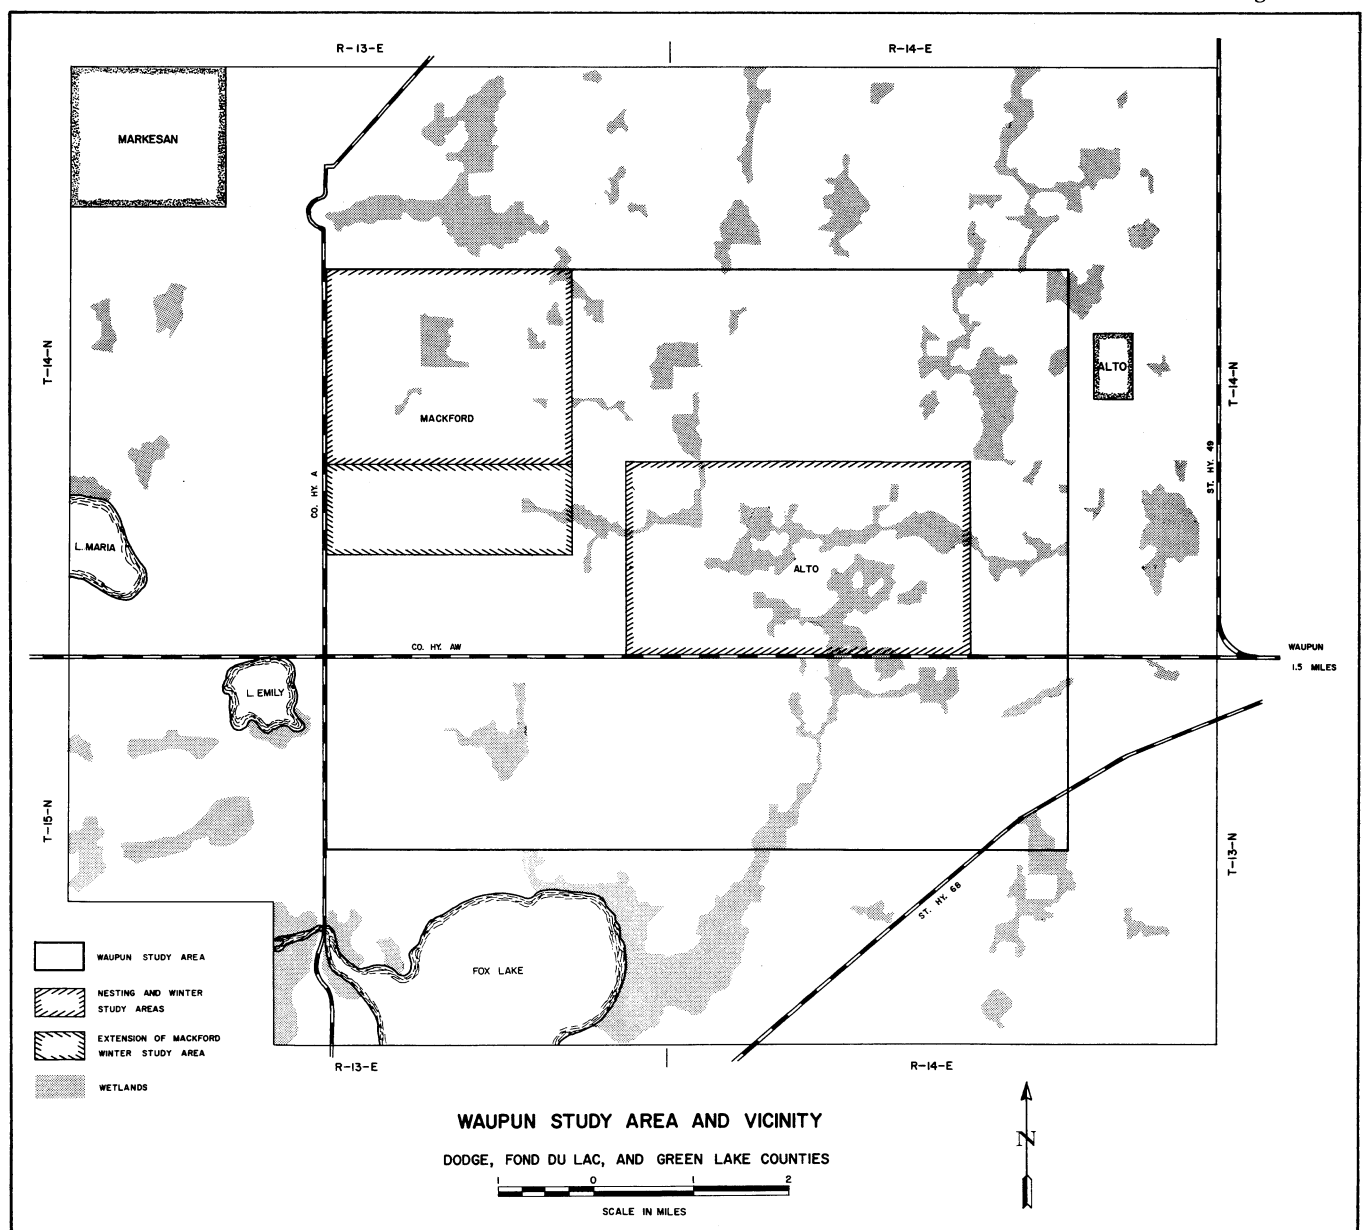 R-13-E
R-14-E
MARKESAN
T-14-N
ALTO
T-14-N
MACKFORD
CO. HY. A
ST. HY. 49
L. MARIA
ALTO
CO. HY. AW
WAUPUN
1.5 MILES
L. EMILY
T-15-N
T-13-N
ST. HY. 68
FOX LAKE
WAUPUN STUDY AREA
NESTING AND WINTER
STUDY AREAS
EXTENSION OF MACKFORD
WINTER STUDY AREA
WETLANDS
R-13-E
R-14-E
WAUPUN STUDY AREA AND VICINITY
N
DODGE, FOND DU LAC, AND GREEN LAKE COUNTIES
1 0 1 2
SCALE IN MILES